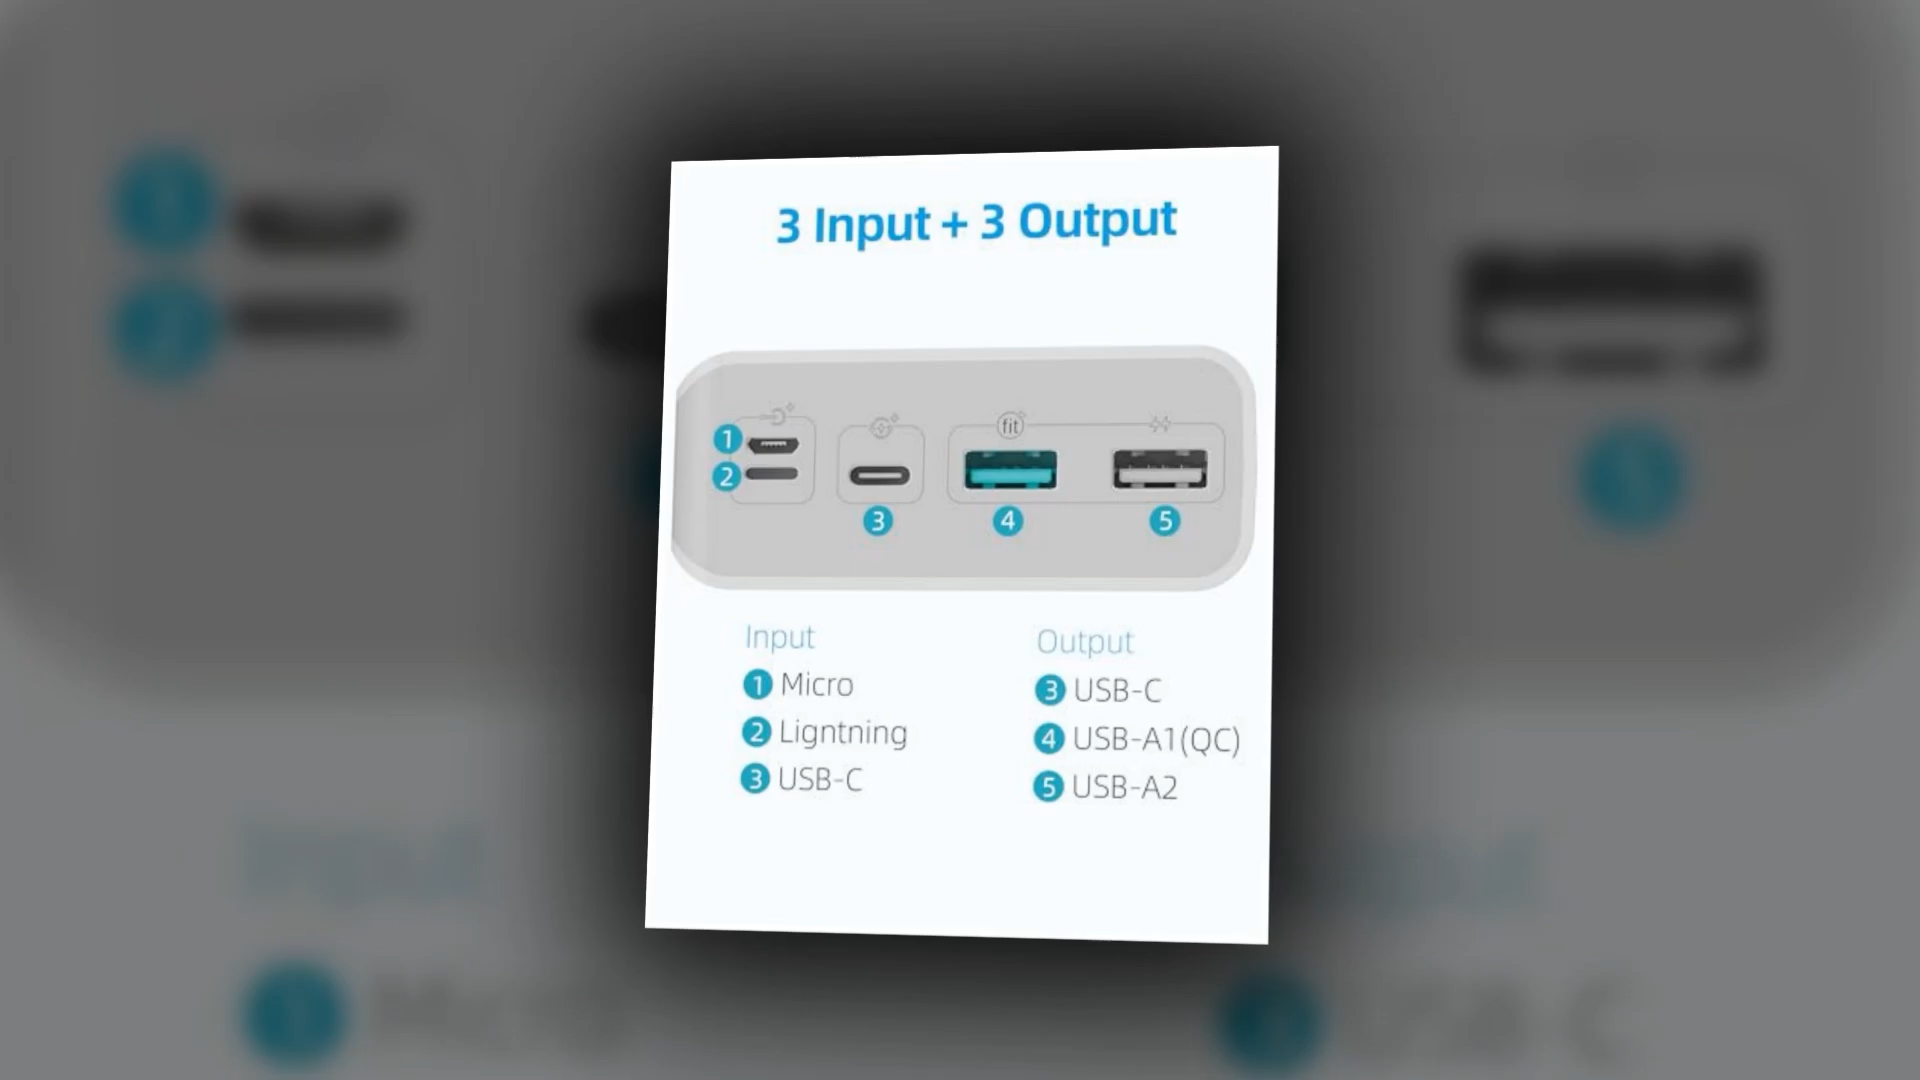 3 Input + 3 Output
fit
1
2
3
4
5
Input
1 Micro
2 Ligntning
3 USB-C
Output
3 USB-C
4 USB-A1(QC)
5 USB-A2